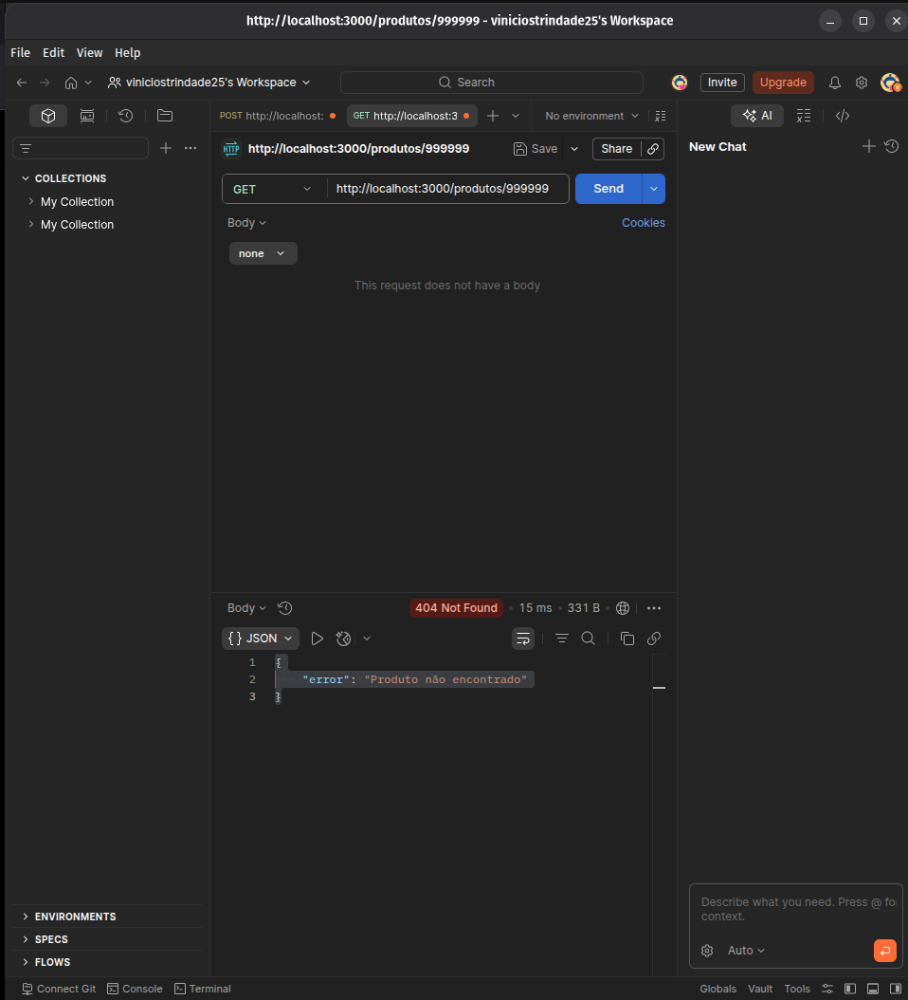 http://localhost:3000/produtos/999999 - viniciostrindade25's Workspace
File Edit View Help
viniciostrindade25's Workspace
Search
Invite
Upgrade
POST http://localhost:
GET http://localhost:3
No environment
AI
HTTP http://localhost:3000/produtos/999999
Save
Share
New Chat
GET
http://localhost:3000/produtos/999999
Send
COLLECTIONS
My Collection
My Collection
Body
Cookies
none
This request does not have a body
Body
404 Not Found
15 ms
331 B
{} JSON
1 {
2 "error": "Produto não encontrado"
3 }
Describe what you need. Press @ for
context.
Auto
ENVIRONMENTS
SPECS
FLOWS
Connect Git
Console
Terminal
Globals
Vault
Tools